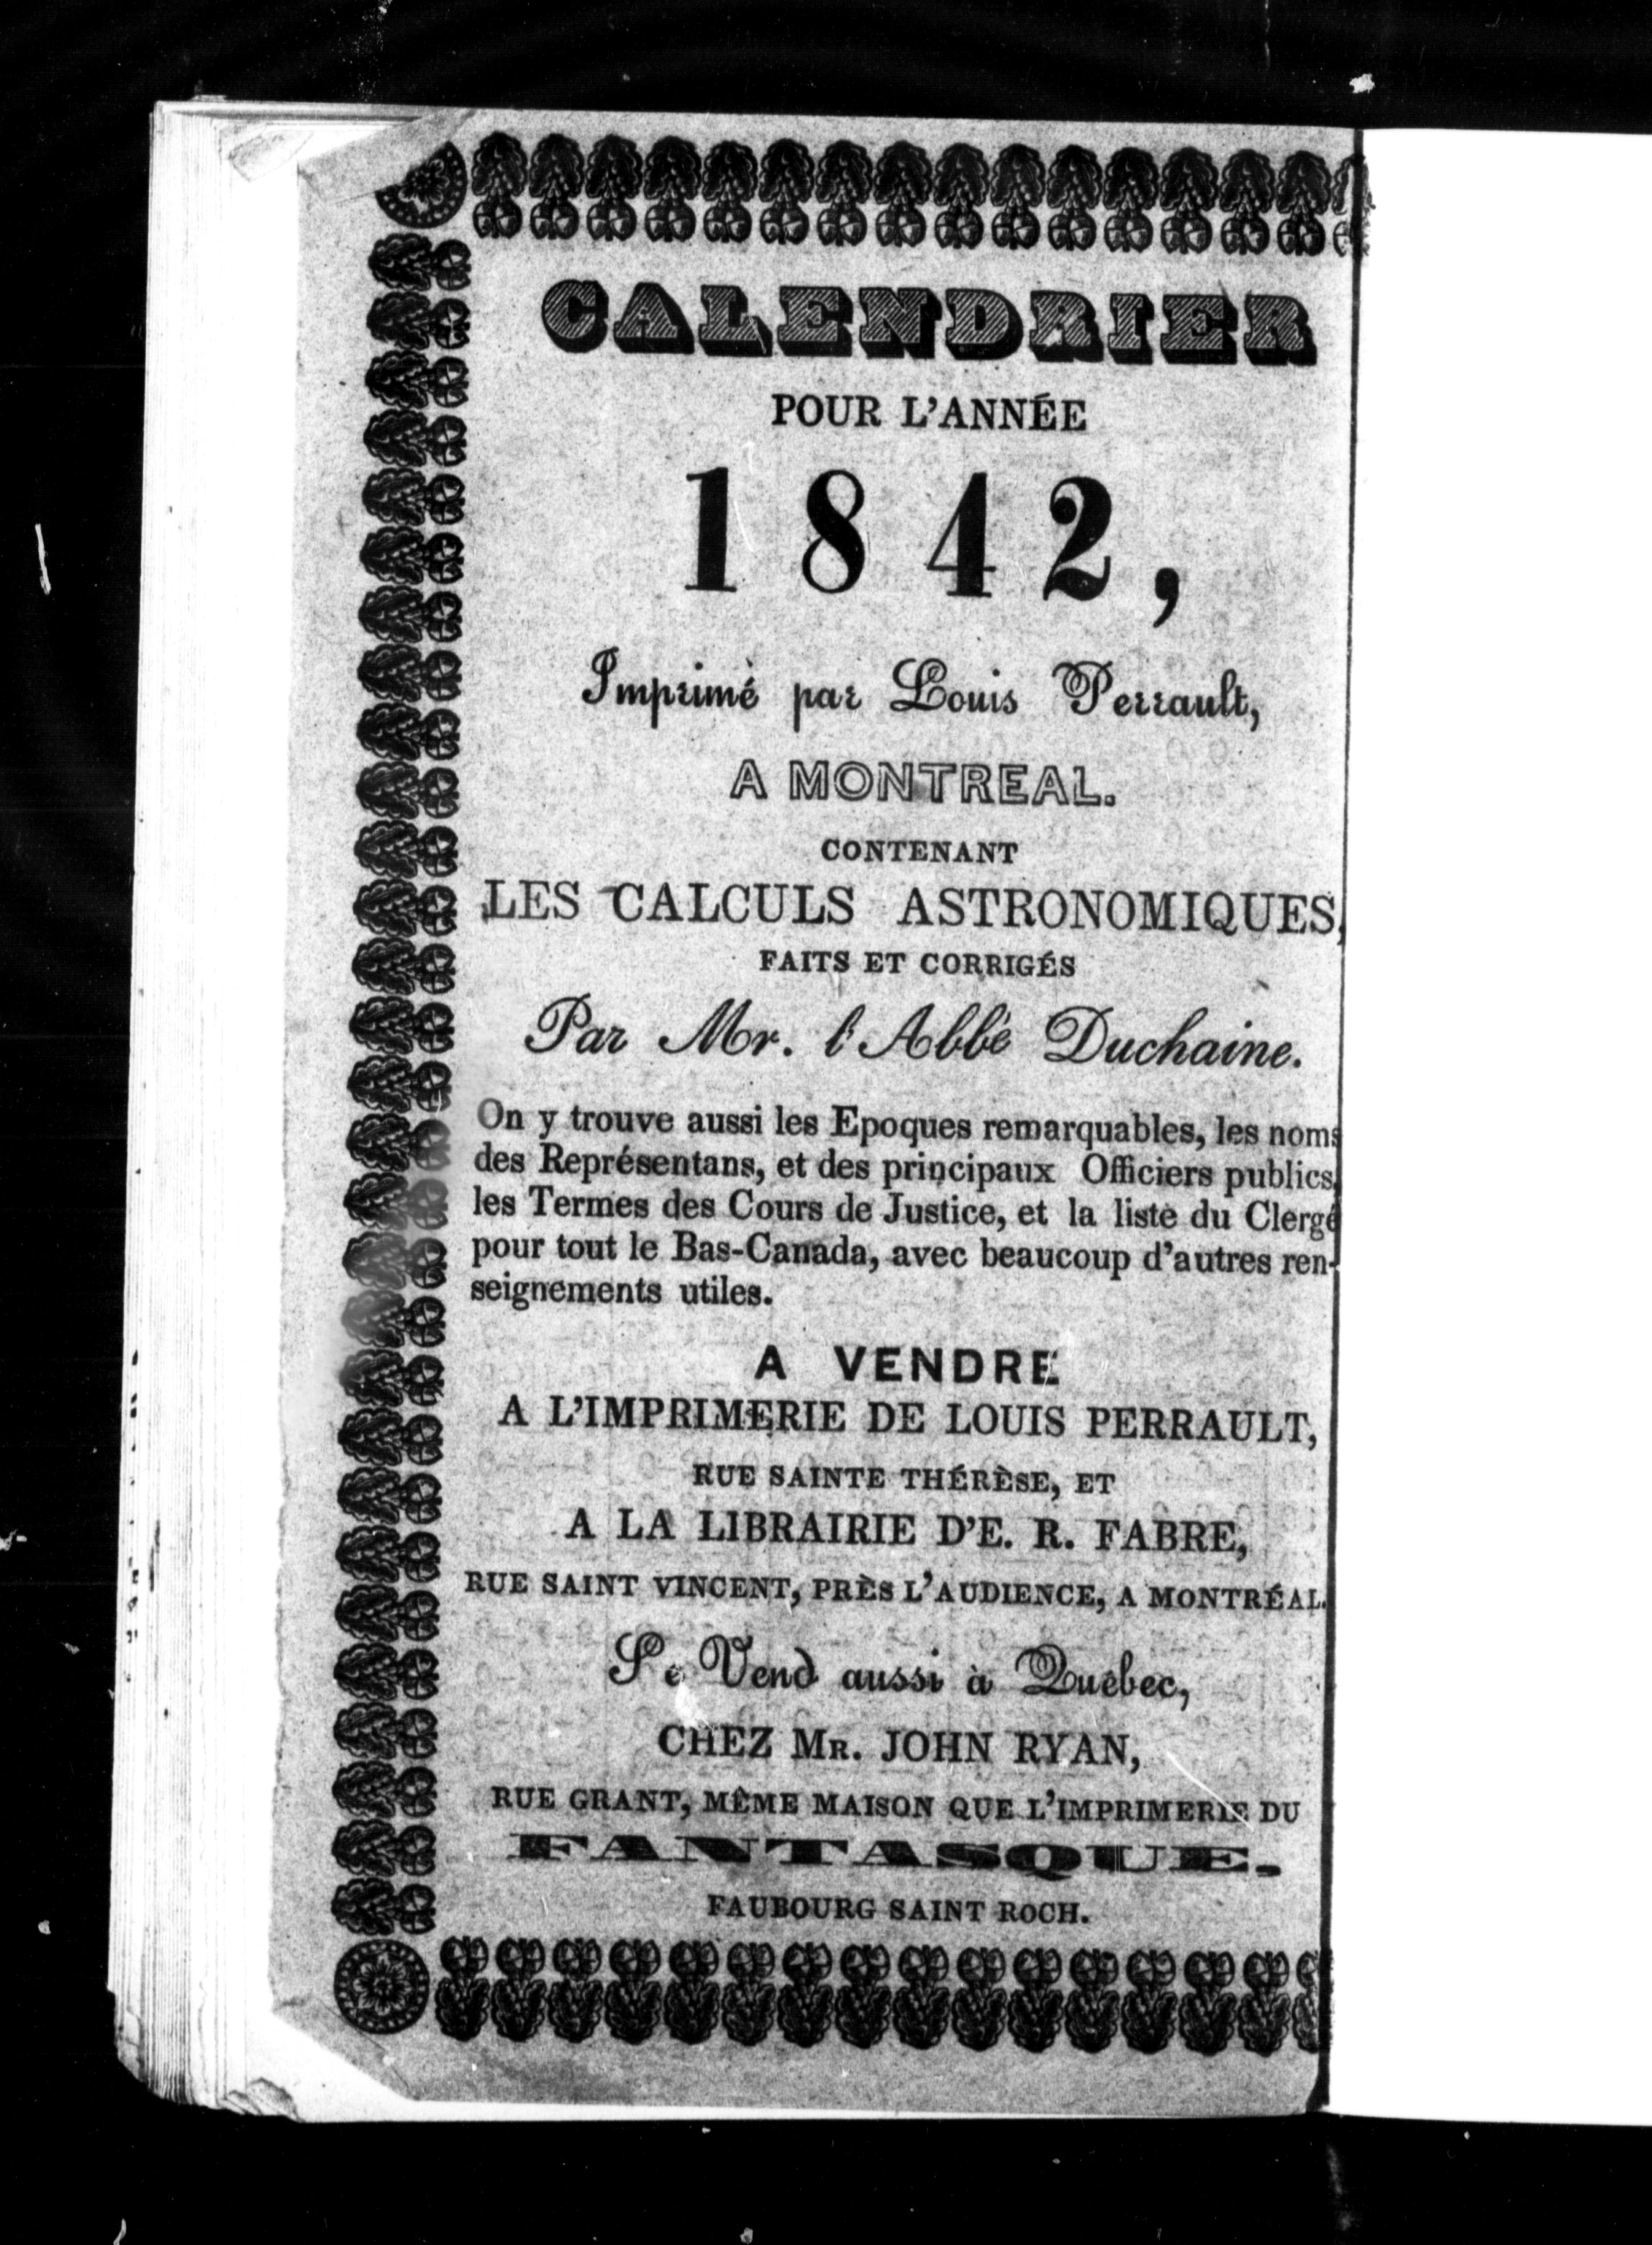 CALENDRIER
POUR L'ANNÉE
1842,
Imprimé par Louis Perrault,
A MONTREAL.
CONTENANT
LES CALCULS ASTRONOMIQUES,
FAITS ET CORRIGÉS
Par Mr. l'Abbé Duchaine.
On y trouve aussi les Epoques remarquables, les noms
des Représentans, et des principaux Officiers publics,
les Termes des Cours de Justice, et la liste du Clergé
pour tout le Bas-Canada, avec beaucoup d'autres ren-
seignements utiles.
A VENDRE
A L'IMPRIMERIE DE LOUIS PERRAULT,
RUE SAINTE THÉRÈSE, ET
A LA LIBRAIRIE D'E. R. FABRE,
RUE SAINT VINCENT, PRÈS L'AUDIENCE, A MONTRÉAL.
Se Vend aussi à Québec,
CHEZ MR. JOHN RYAN,
RUE GRANT, MÊME MAISON QUE L'IMPRIMERIE DU
FANTASQUE.
FAUBOURG SAINT ROCH.